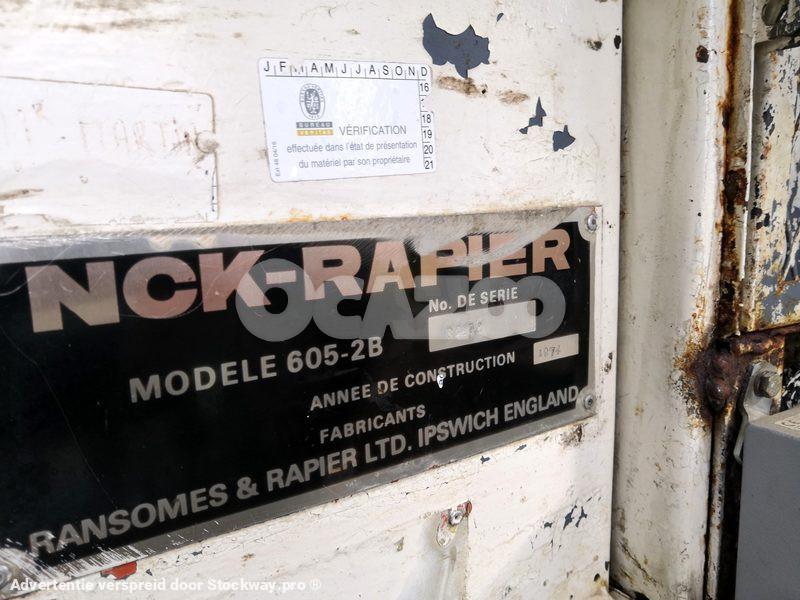 J F M A M J J A S O N D
16
18
19
20
21
BUREAU
VERITAS
VÉRIFICATION
effectuée dans l'état de présentation
du matériel par son propriétaire
NCK-RAPIER
OCAZOO
No. DE SERIE
MODELE 605-2B
ANNEE DE CONSTRUCTION 1974
FABRICANTS
RANSOMES & RAPIER LTD. IPSWICH ENGLAND
Advertentie verspreid door Stockway.pro ®